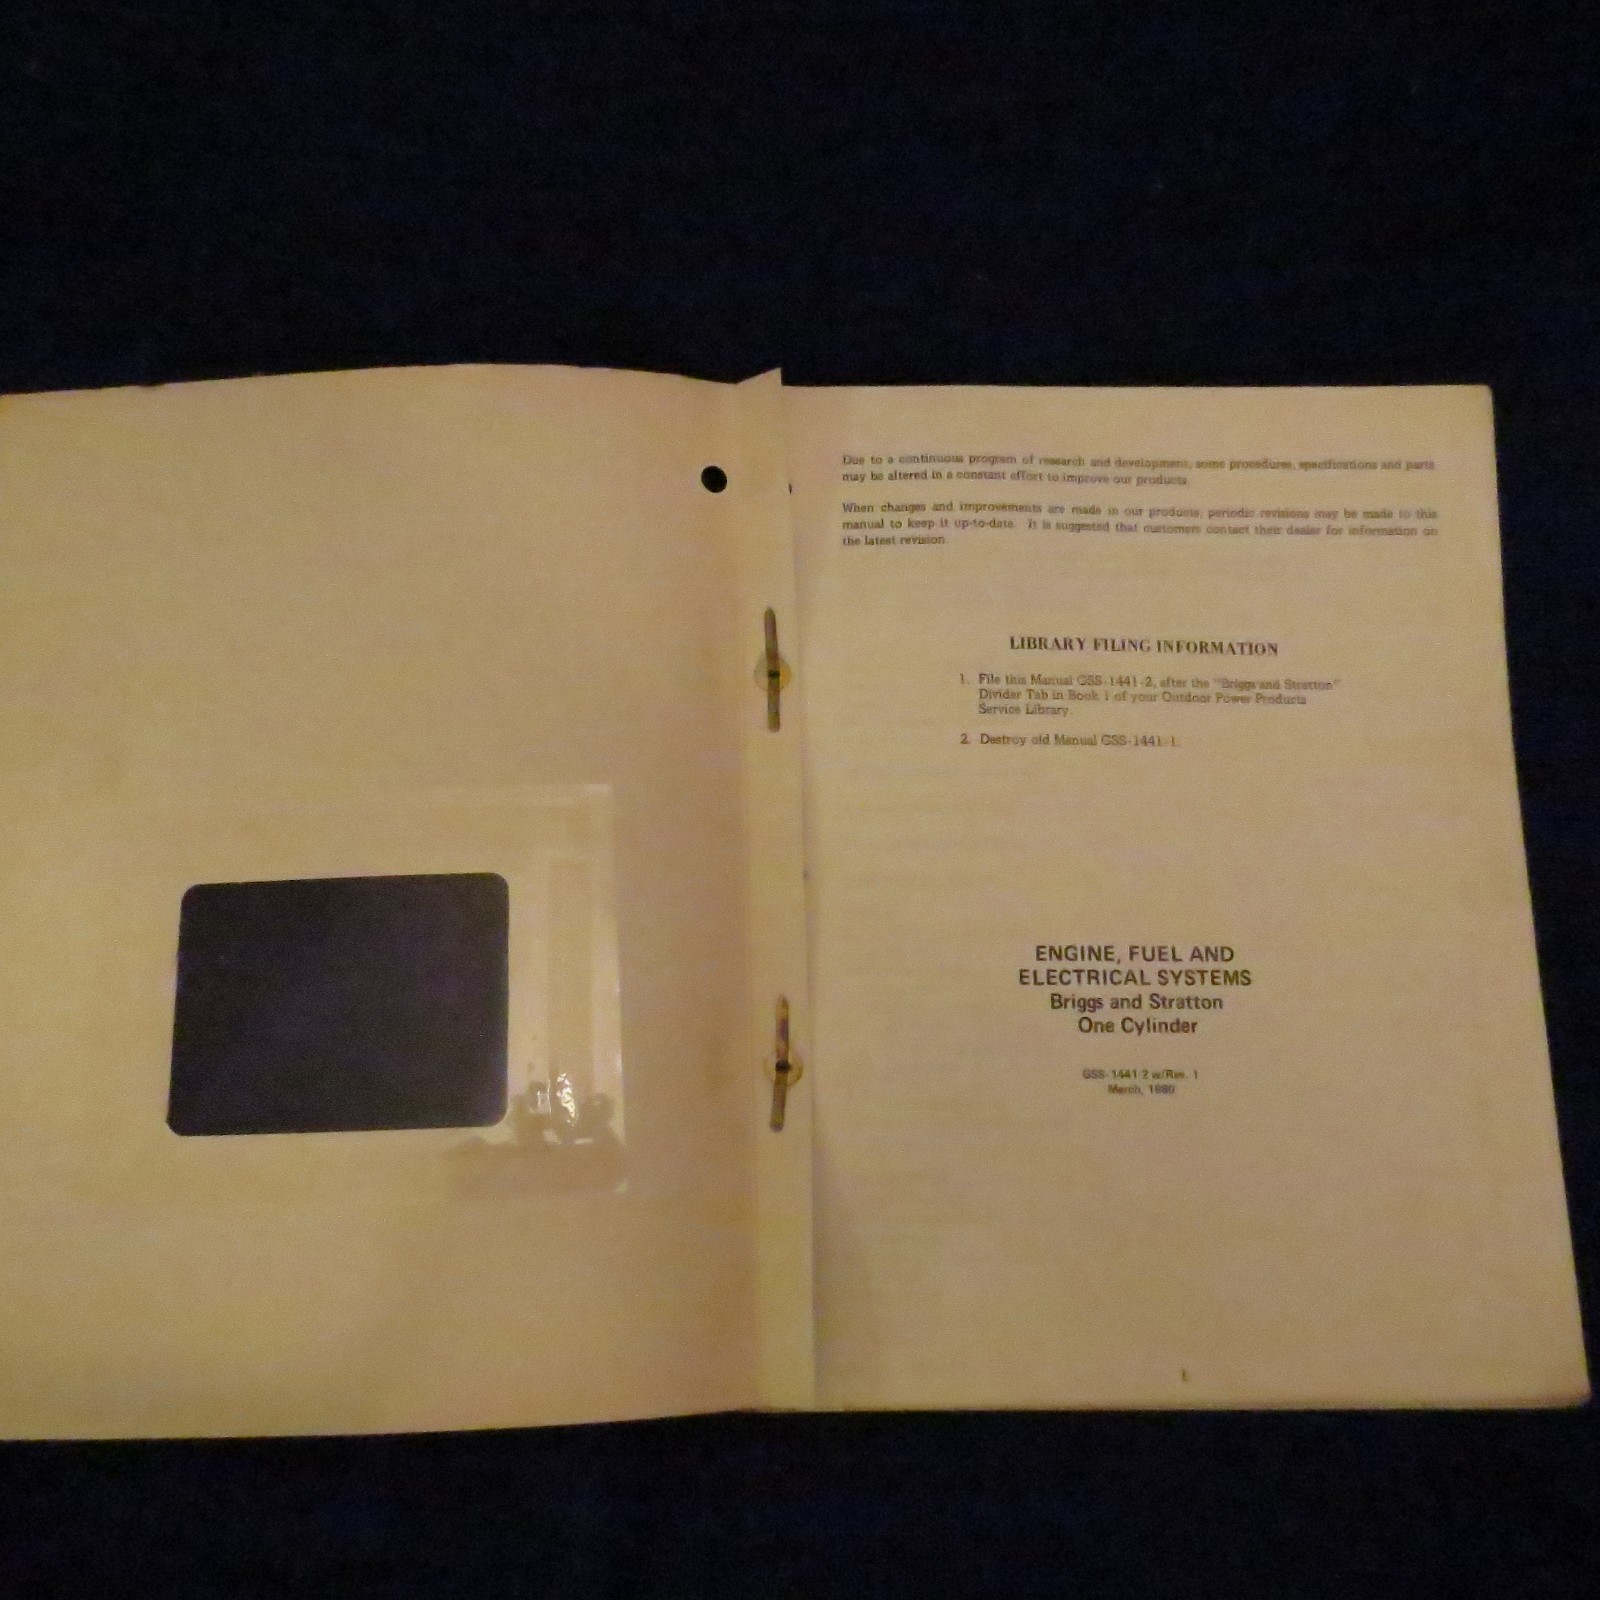 Due to a continuous program of research and development, some procedures, specifications and parts
may be altered in a constant effort to improve our products.
When changes and improvements are made in our products, periodic revisions may be made to this
manual to keep it up-to-date. It is suggested that customers contact their dealer for information on
the latest revision.
LIBRARY FILING INFORMATION
1. File this Manual GSS-1441-2, after the "Briggs and Stratton"
Divider Tab in Book 1 of your Outdoor Power Products
Service Library.
2. Destroy old Manual GSS-1441-1.
ENGINE, FUEL AND
ELECTRICAL SYSTEMS
Briggs and Stratton
One Cylinder
GSS-1441-2 w/Rev. 1
March,